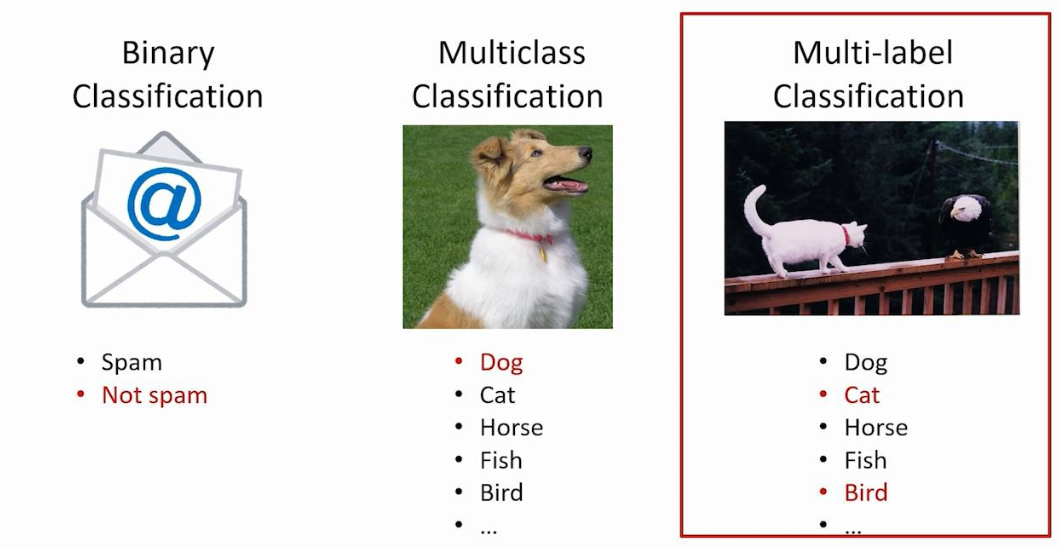 Binary
Classification
@
• Spam
• Not spam
Multiclass
Classification
• Dog
• Cat
• Horse
• Fish
• Bird
• ...
Multi-label
Classification
• Dog
• Cat
• Horse
• Fish
• Bird
• ...